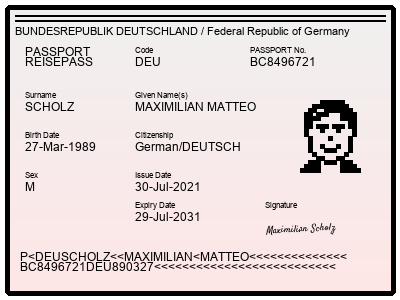 BUNDESREPUBLIK DEUTSCHLAND / Federal Republic of Germany
PASSPORT Code PASSPORT No.
REISEPASS DEU BC8496721
Surname Given Name(s)
SCHOLZ MAXIMILIAN MATTEO
Birth Date Citizenship
27-Mar-1989 German/DEUTSCH
Sex Issue Date
M 30-Jul-2021
Expiry Date Signature
29-Jul-2031
Maximilian Scholz
P<DEUSCHOLZ<<MAXIMILIAN<MATTEO<<<<<<<<<<<<<<
BC8496721DEU890327<<<<<<<<<<<<<<<<<<<<<<<<<<